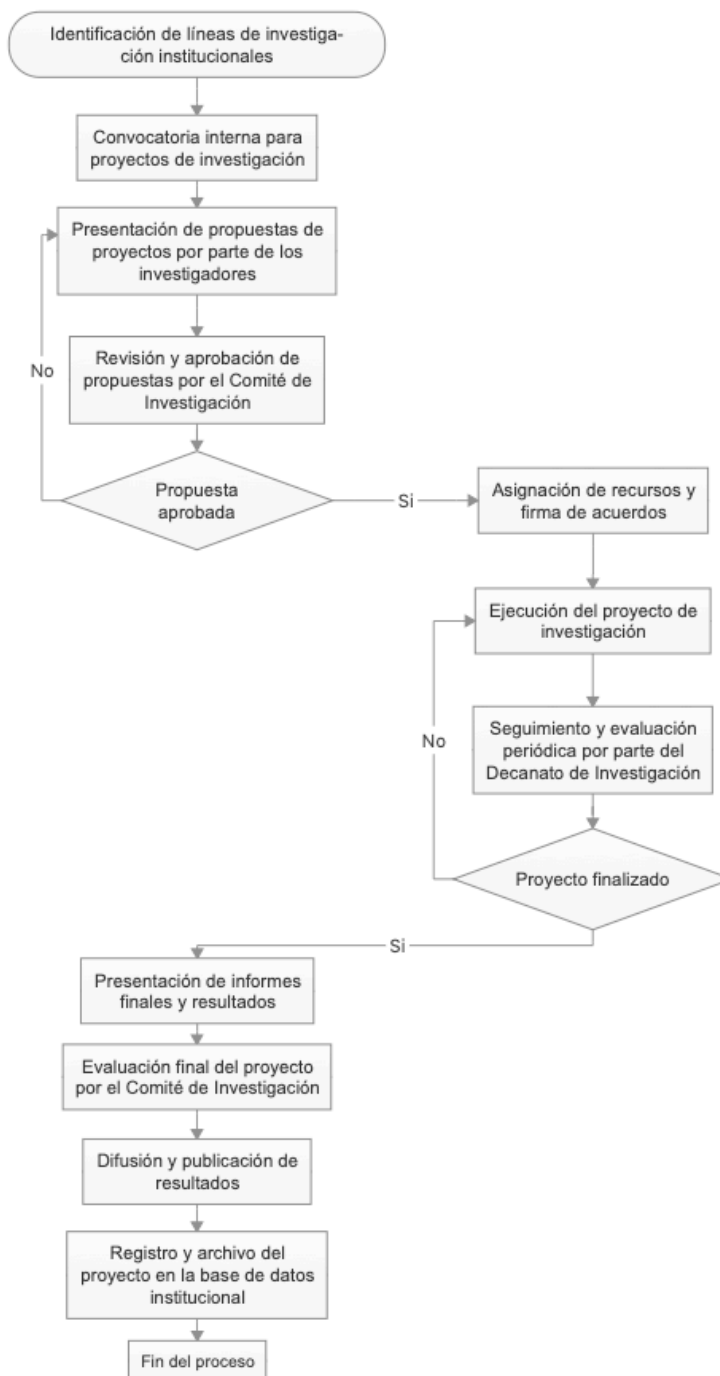 Identificación de líneas de investiga-
ción institucionales
Convocatoria interna para
proyectos de investigación
Presentación de propuestas de
proyectos por parte de los
investigadores
No
Revisión y aprobación de
propuestas por el Comité de
Investigación
Propuesta
aprobada
Si
Asignación de recursos y
firma de acuerdos
Ejecución del proyecto de
investigación
No
Seguimiento y evaluación
periódica por parte del
Decanato de Investigación
Proyecto finalizado
Si
Presentación de informes
finales y resultados
Evaluación final del proyecto
por el Comité de Investigación
Difusión y publicación de
resultados
Registro y archivo del
proyecto en la base de datos
institucional
Fin del proceso